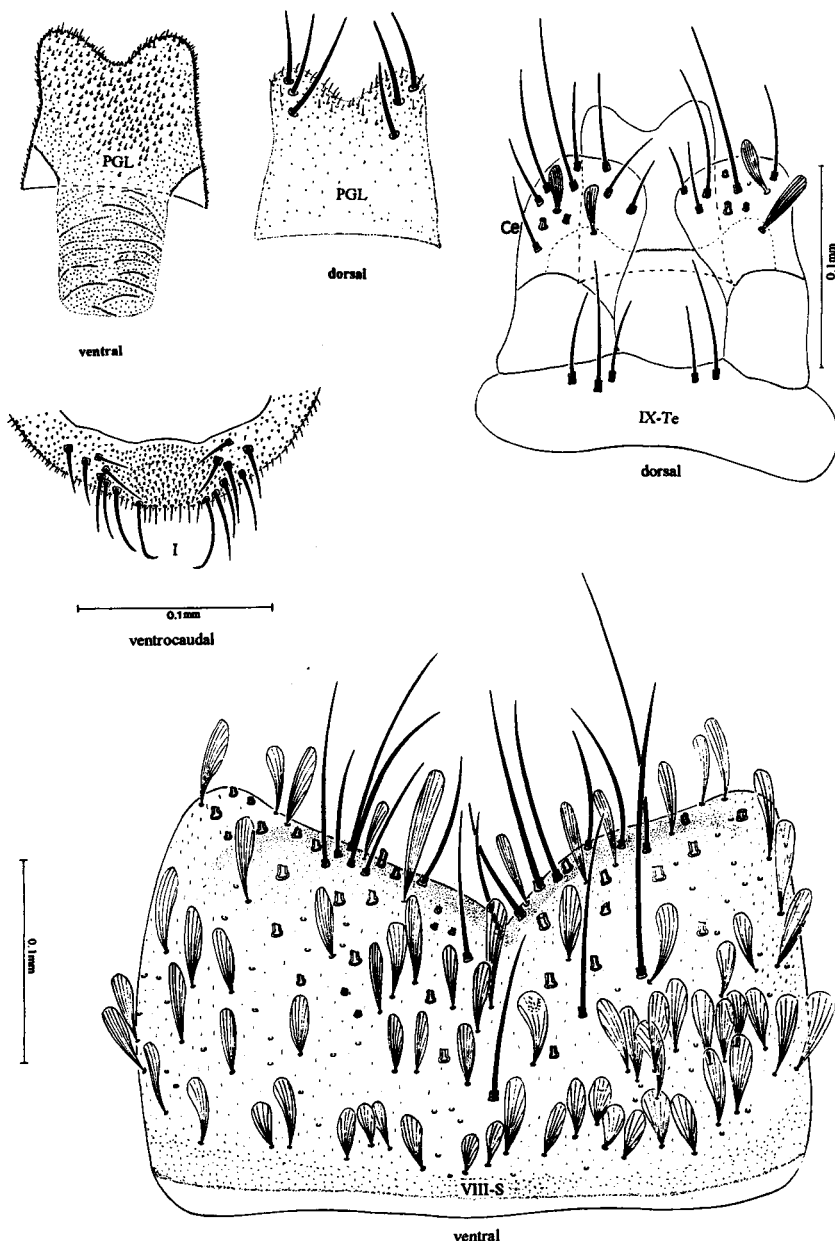 PGL
ventral
PGL
dorsal
Ce
0.1mm
IX-Te
dorsal
I
0.1mm
ventrocaudal
0.1mm
VIII-S
ventral